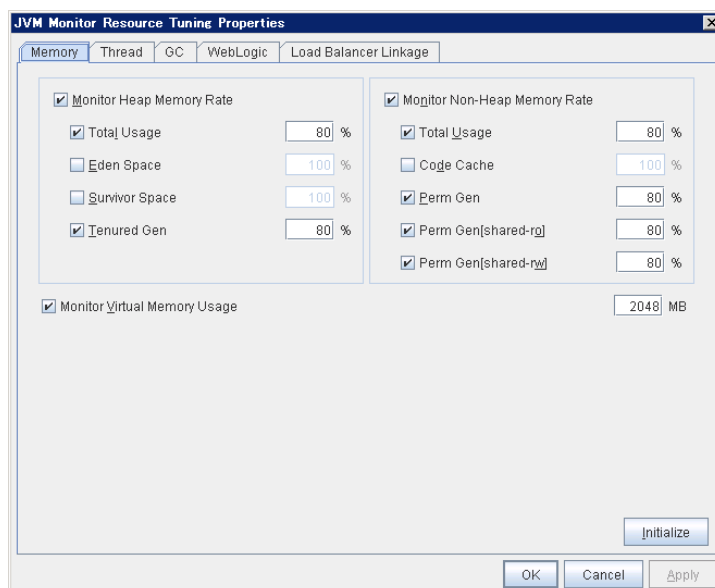 JVM Monitor Resource Tuning Properties
Memory Thread GC WebLogic Load Balancer Linkage
Monitor Heap Memory Rate
Total Usage 80 %
Eden Space 100 %
Survivor Space 100 %
Tenured Gen 80 %
Monitor Non-Heap Memory Rate
Total Usage 80 %
Code Cache 100 %
Perm Gen 80 %
Perm Gen[shared-ro] 80 %
Perm Gen[shared-rw] 80 %
Monitor Virtual Memory Usage 2048 MB
Initialize
OK Cancel Apply